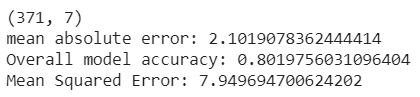 (371, 7)
mean absolute error: 2.1019078362444414
Overall model accuracy: 0.8019756031096404
Mean Squared Error: 7.949694700624202